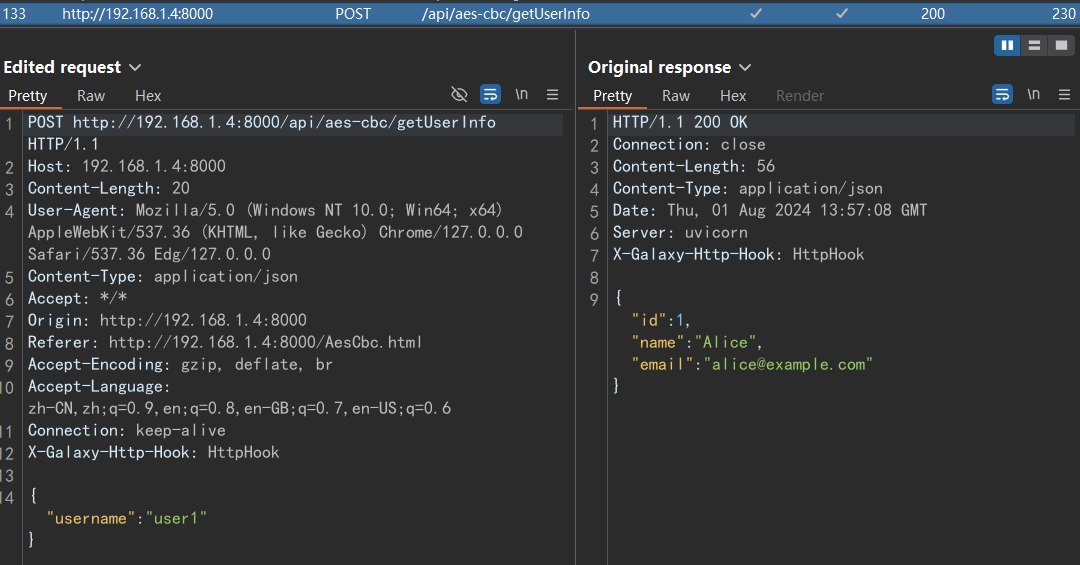 133 http://192.168.1.4:8000 POST /api/aes-cbc/getUserInfo ✓ ✓ 200 230
Edited request
Pretty Raw Hex \n
1 POST http://192.168.1.4:8000/api/aes-cbc/getUserInfo
HTTP/1.1
2 Host: 192.168.1.4:8000
3 Content-Length: 20
4 User-Agent: Mozilla/5.0 (Windows NT 10.0; Win64; x64)
AppleWebKit/537.36 (KHTML, like Gecko) Chrome/127.0.0.0
Safari/537.36 Edg/127.0.0.0
5 Content-Type: application/json
6 Accept: */*
7 Origin: http://192.168.1.4:8000
8 Referer: http://192.168.1.4:8000/AesCbc.html
9 Accept-Encoding: gzip, deflate, br
10 Accept-Language:
zh-CN,zh;q=0.9,en;q=0.8,en-GB;q=0.7,en-US;q=0.6
11 Connection: keep-alive
12 X-Galaxy-Http-Hook: HttpHook
13
14 {
"username":"user1"
}
Original response
Pretty Raw Hex Render \n
1 HTTP/1.1 200 OK
2 Connection: close
3 Content-Length: 56
4 Content-Type: application/json
5 Date: Thu, 01 Aug 2024 13:57:08 GMT
6 Server: uvicorn
7 X-Galaxy-Http-Hook: HttpHook
8
9 {
"id":1,
"name":"Alice",
"email":"alice@example.com"
}